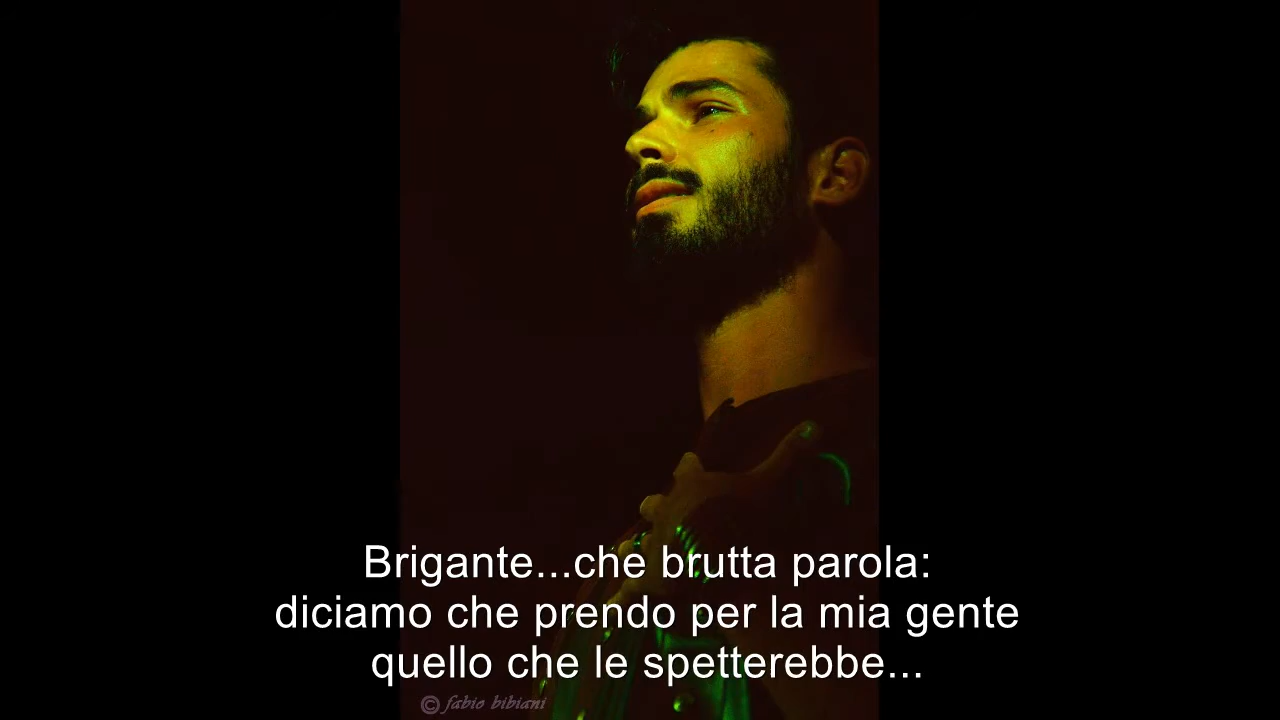 Brigante...che brutta parola:
diciamo che prendo per la mia gente
quello che le spetterebbe...
© fabio bibiani